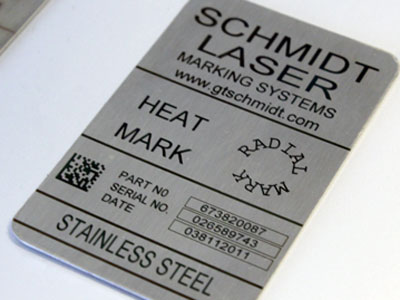 SCHMIDT
LASER
MARKING SYSTEMS
www.gtschmidt.com
HEAT
MARK
RADIAL MARK
PART NO 673820087
SERIAL NO. 026589743
DATE 038112011
STAINLESS STEEL